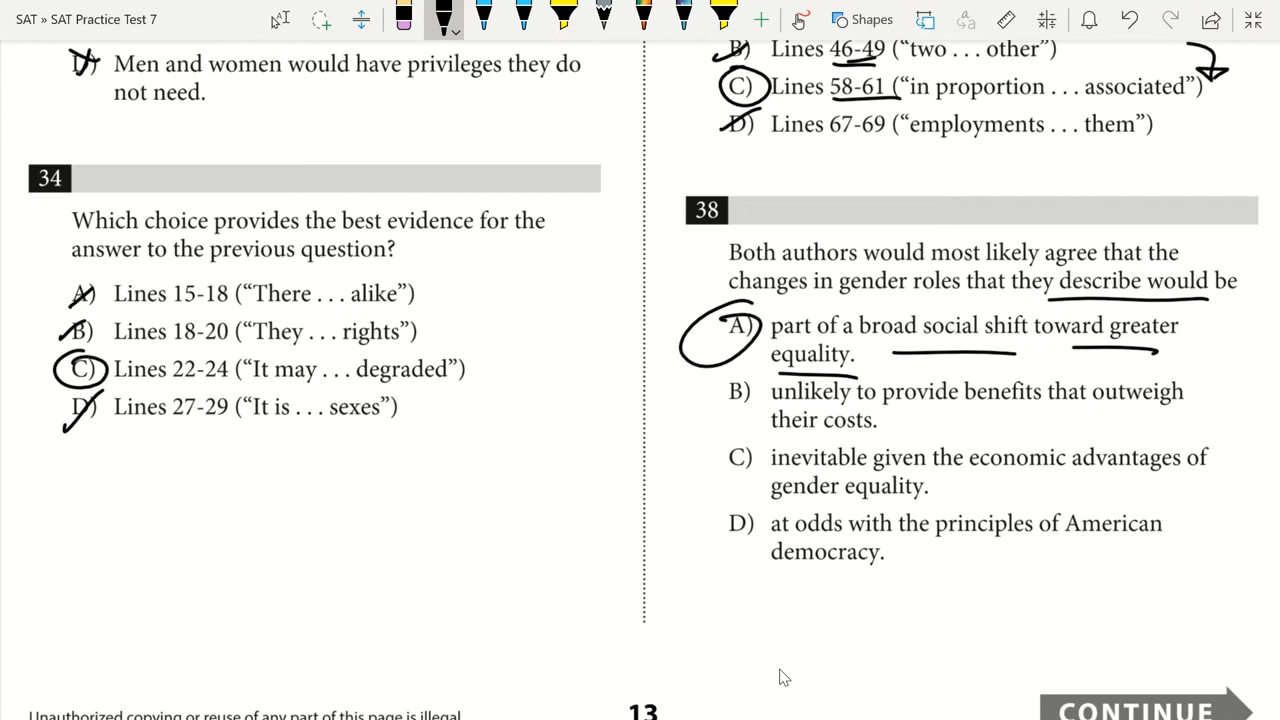 SAT » SAT Practice Test 7
Shapes
D) Men and women would have privileges they do
not need.
34
Which choice provides the best evidence for the
answer to the previous question?
A) Lines 15-18 (“There . . . alike”)
B) Lines 18-20 (“They . . . rights”)
C) Lines 22-24 (“It may . . . degraded”)
D) Lines 27-29 (“It is . . . sexes”)
B) Lines 46-49 (“two . . . other”)
C) Lines 58-61 (“in proportion . . . associated”)
D) Lines 67-69 (“employments . . . them”)
38
Both authors would most likely agree that the
changes in gender roles that they describe would be
A) part of a broad social shift toward greater
equality.
B) unlikely to provide benefits that outweigh
their costs.
C) inevitable given the economic advantages of
gender equality.
D) at odds with the principles of American
democracy.
Unauthorized copying or reuse of any part of this page is illegal
13
CONTINUE